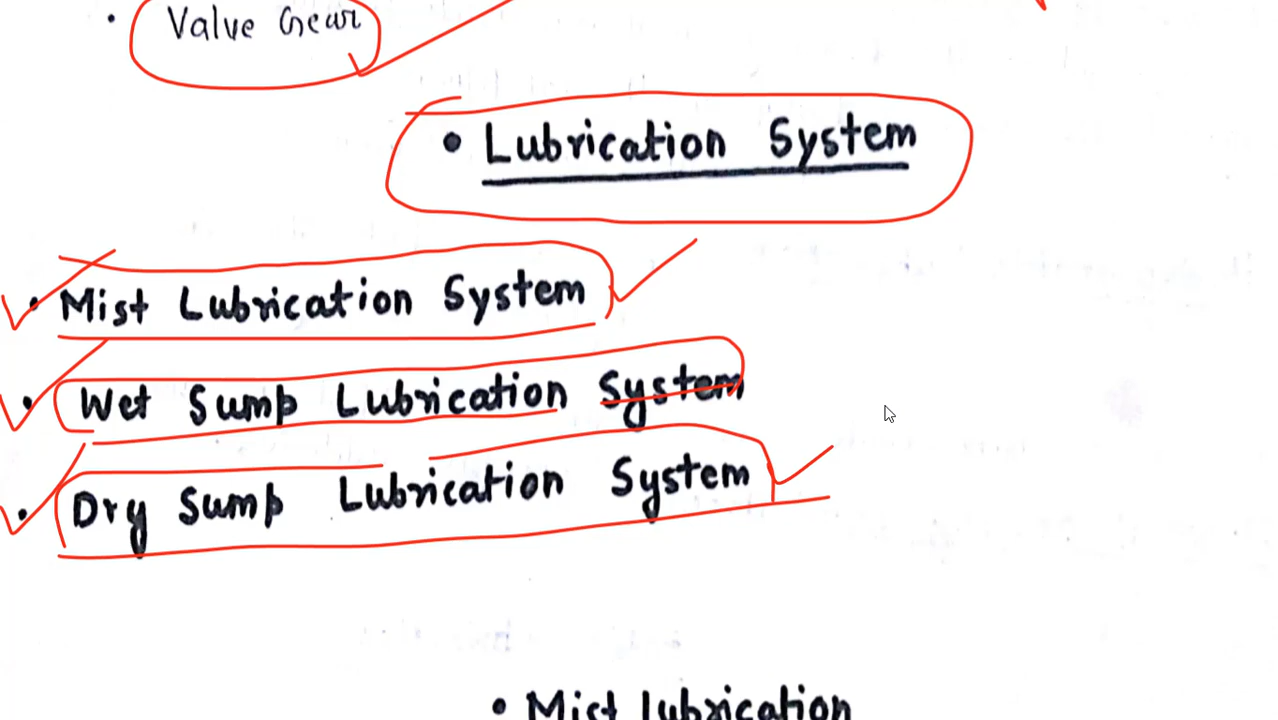 • Valve Gear
• Lubrication System
• Mist Lubrication System
• Wet Sump Lubrication System
• Dry Sump Lubrication System
• Mist lubrication